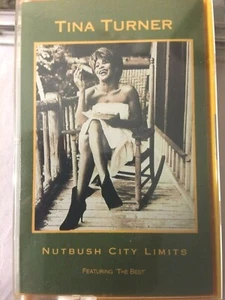 TINA TURNER
NUTBUSH CITY LIMITS
FEATURING 'THE BEST'